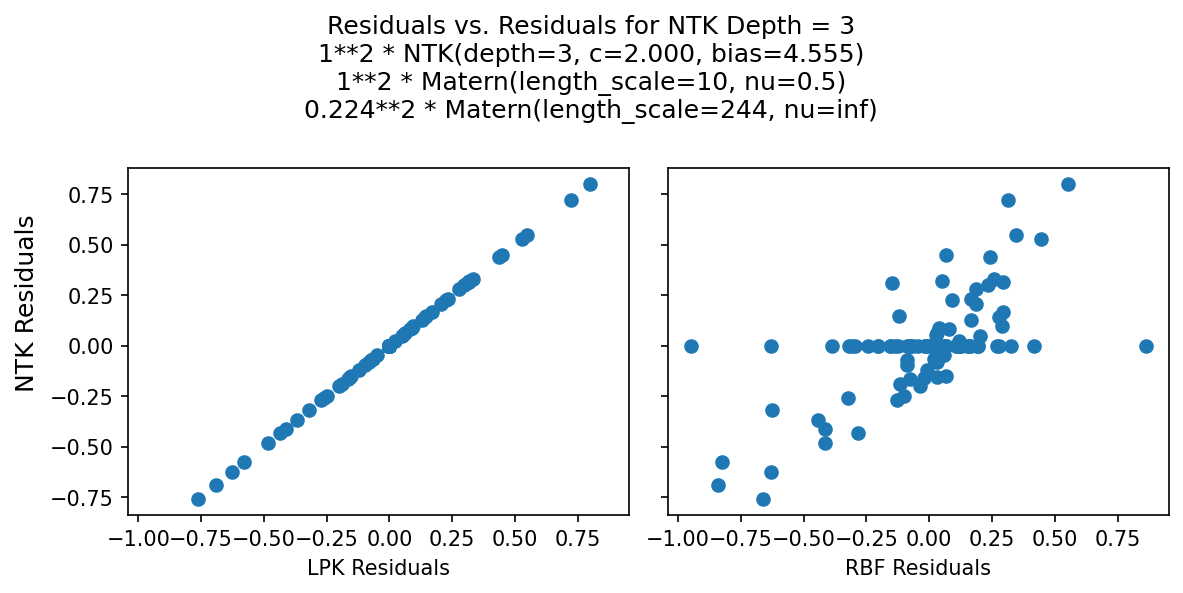 Residuals vs. Residuals for NTK Depth = 3
1**2 * NTK(depth=3, c=2.000, bias=4.555)
1**2 * Matern(length_scale=10, nu=0.5)
0.224**2 * Matern(length_scale=244, nu=inf)
NTK Residuals
0.75
0.50
0.25
0.00
−0.25
−0.50
−0.75
−1.00 −0.75 −0.50 −0.25 0.00 0.25 0.50 0.75
LPK Residuals
−1.00 −0.75 −0.50 −0.25 0.00 0.25 0.50 0.75
RBF Residuals